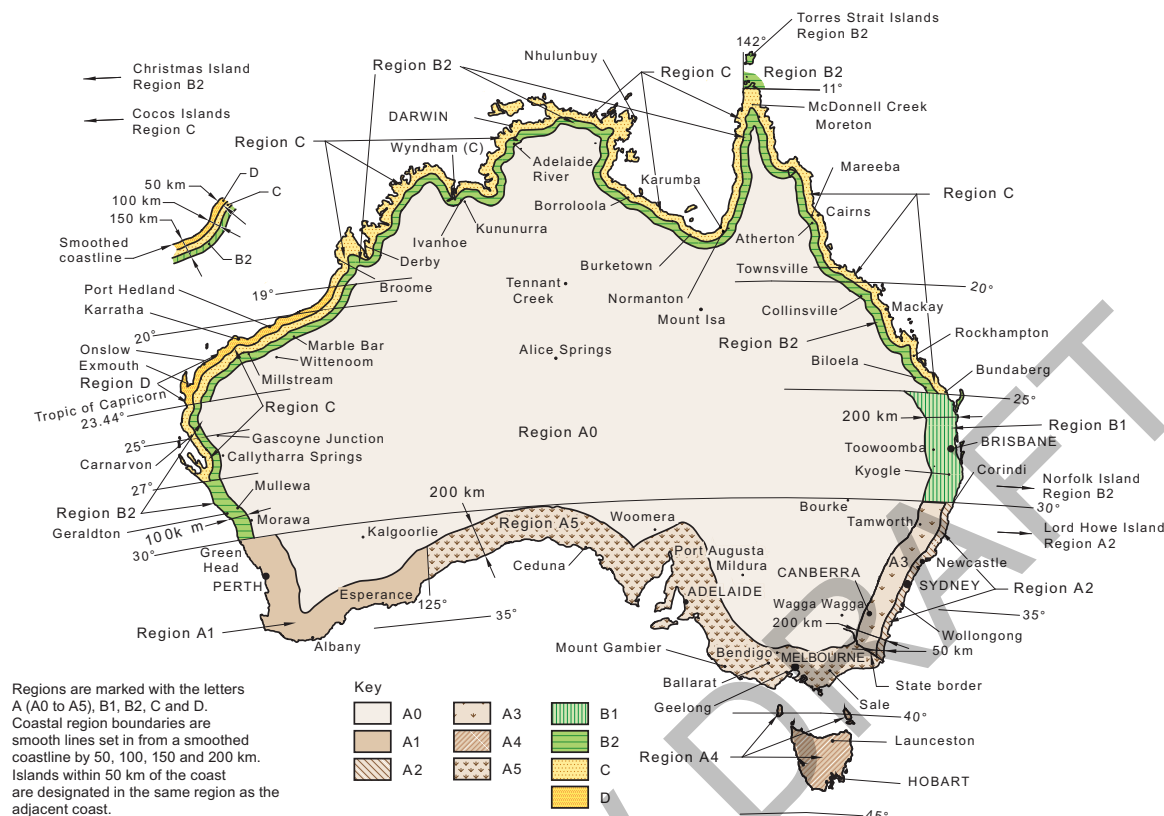 Torres Strait Islands
Region B2
142°
Nhulunbuy
Region B2
Region C
Region B2
11°
Christmas Island
Region B2
Cocos Islands
Region C
McDonnell Creek
Moreton
DARWIN
Region C
Wyndham (C)
Adelaide
River
Mareeba
D
50 km
C
100 km
150 km
Karumba
Region C
Borroloola
Cairns
Kununurra
Ivanhoe
Atherton
Smoothed
coastline
B2
Derby
Burketown
Townsville
Port Hedland
19°
Broome
Tennant
Creek
20°
Karratha
Normanton
Collinsville
Mackay
Mount Isa
20°
Rockhampton
Onslow
Marble Bar
Region B2
Exmouth
Wittenoom
Alice Springs
Biloela
Region D
Millstream
Bundaberg
Tropic of Capricorn
23.44°
25°
Region C
200 km
Region B1
Region A0
25°
Gascoyne Junction
Toowoomba
BRISBANE
Carnarvon
Callytharra Springs
Kyogle
Corindi
27°
Mullewa
200 km
Norfolk Island
Region B2
Region B2
Bourke
30°
Geraldton
100k m
Morawa
Kalgoorlie
Region A5
Woomera
Tamworth
Lord Howe Island
Region A2
30°
Green
Head
Port Augusta
Mildura
A3
Newcastle
Ceduna
CANBERRA
PERTH
Esperance
125°
ADELAIDE
SYDNEY
Region A2
Wagga Wagga
35°
35°
Region A1
200 km
Wollongong
Albany
Mount Gambier
Bendigo
MELBOURNE
50 km
Ballarat
State border
Geelong
Sale
40°
Region A4
Launceston
HOBART
45°
Regions are marked with the letters
A (A0 to A5), B1, B2, C and D.
Coastal region boundaries are
smooth lines set in from a smoothed
coastline by 50, 100, 150 and 200 km.
Islands within 50 km of the coast
are designated in the same region as the
adjacent coast.
Key
A0
A3
B1
A1
A4
B2
A2
A5
C
D
DRAFT